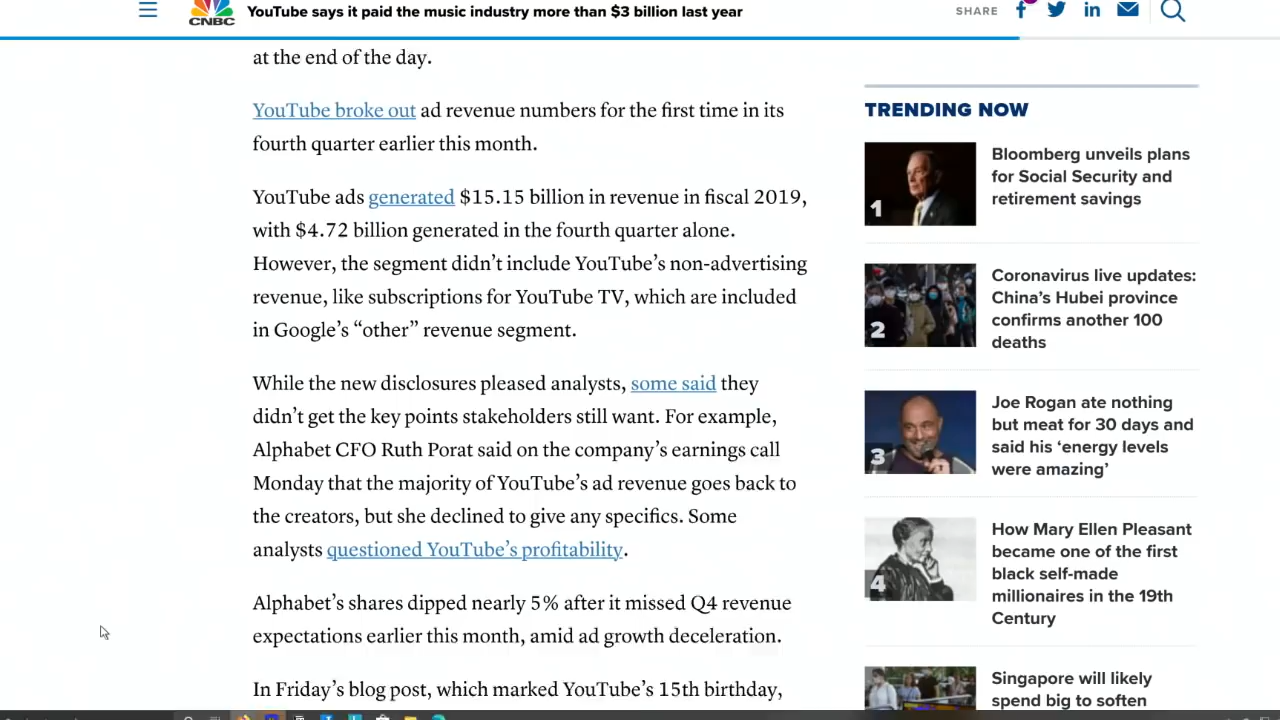 CNBC
YouTube says it paid the music industry more than $3 billion last year
SHARE
at the end of the day.
YouTube broke out ad revenue numbers for the first time in its
fourth quarter earlier this month.
YouTube ads generated $15.15 billion in revenue in fiscal 2019,
with $4.72 billion generated in the fourth quarter alone.
However, the segment didn’t include YouTube’s non-advertising
revenue, like subscriptions for YouTube TV, which are included
in Google’s “other” revenue segment.
While the new disclosures pleased analysts, some said they
didn’t get the key points stakeholders still want. For example,
Alphabet CFO Ruth Porat said on the company’s earnings call
Monday that the majority of YouTube’s ad revenue goes back to
the creators, but she declined to give any specifics. Some
analysts questioned YouTube’s profitability.
Alphabet’s shares dipped nearly 5% after it missed Q4 revenue
expectations earlier this month, amid ad growth deceleration.
In Friday’s blog post, which marked YouTube’s 15th birthday,
TRENDING NOW
1
Bloomberg unveils plans
for Social Security and
retirement savings
2
Coronavirus live updates:
China’s Hubei province
confirms another 100
deaths
3
Joe Rogan ate nothing
but meat for 30 days and
said his ‘energy levels
were amazing’
4
How Mary Ellen Pleasant
became one of the first
black self-made
millionaires in the 19th
Century
Singapore will likely
spend big to soften